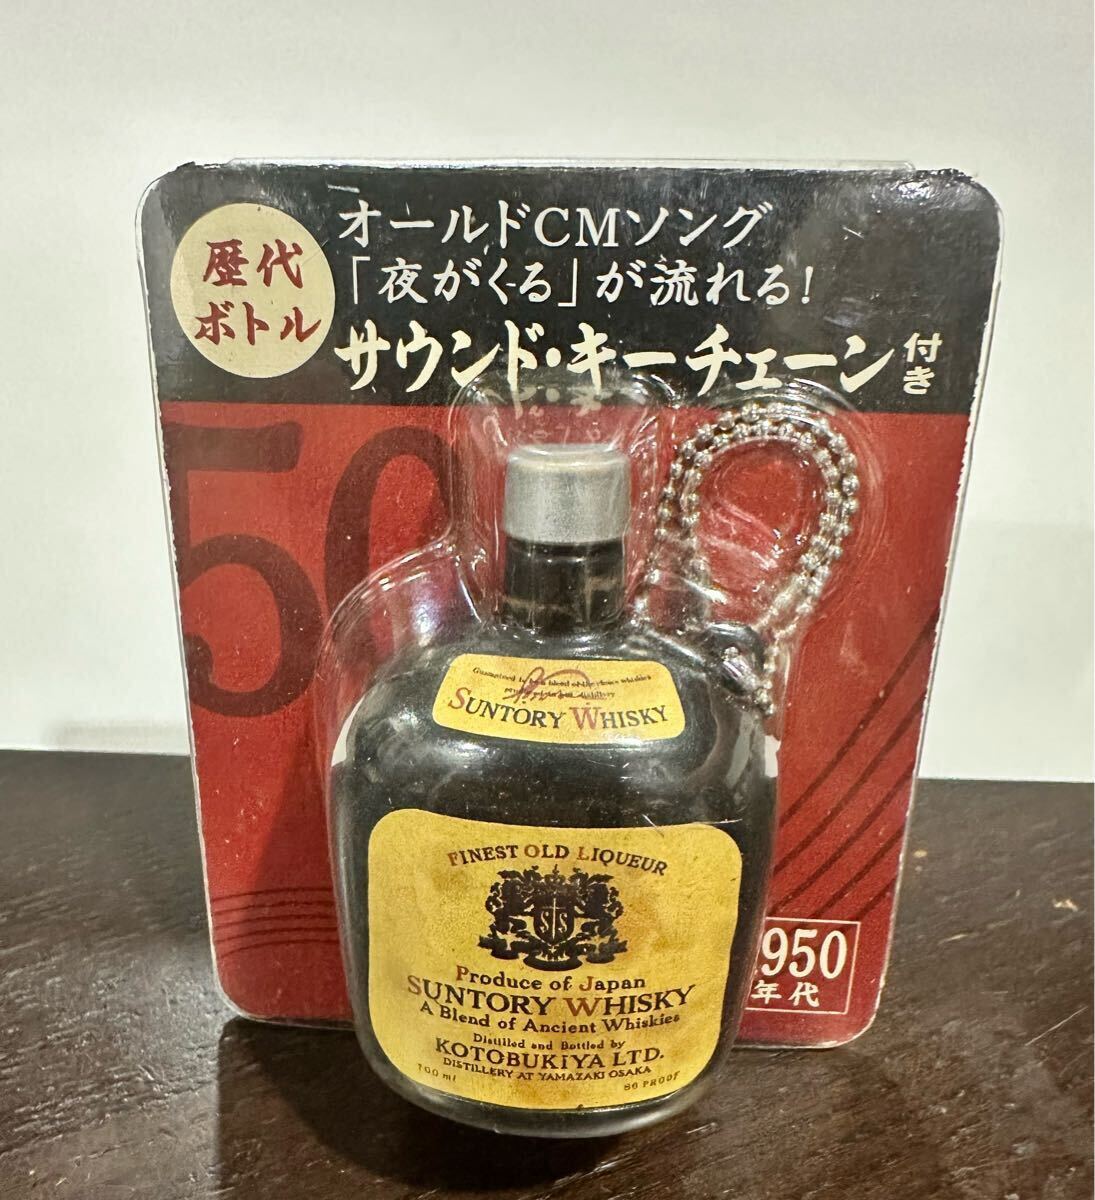 歴代
ボトル
オールドCMソング
「夜がくる」が流れる!
サウンド・キーチェーン付き
50
SUNTORY WHISKY
FINEST OLD LIQUEUR
SS
Produce of Japan
SUNTORY WHISKY
A Blend of Ancient Whiskies
Distilled and Bottled by
KOTOBUKIYA LTD.
DISTILLERY AT YAMAZAKI OSAKA
700 ml
86 PROOF
950
年代